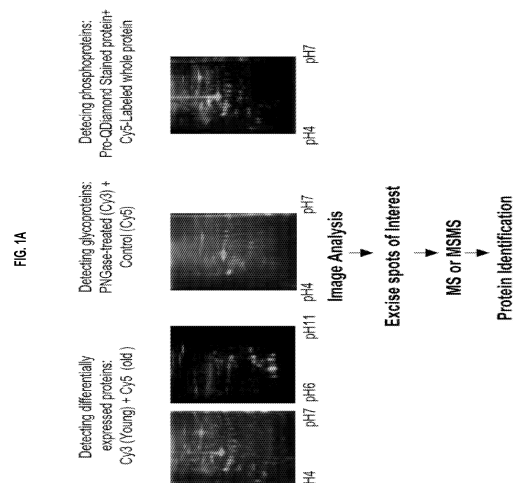 FIG. 1A
Detecting differentially
expressed proteins:
Cy3 (Young) + Cy5 (old)
Detecting glycoproteins:
PNGase-treated (Cy3) +
Control (Cy5)
Detecing phosphoproteins:
Pro-QDiamond Stained protein+
Cy5-Labeled whole protein
H4 pH7 pH6 pH11
pH4 pH7
pH4 pH7
Image Analysis
Excise spots of Interest
MS or MSMS
Protein Identification